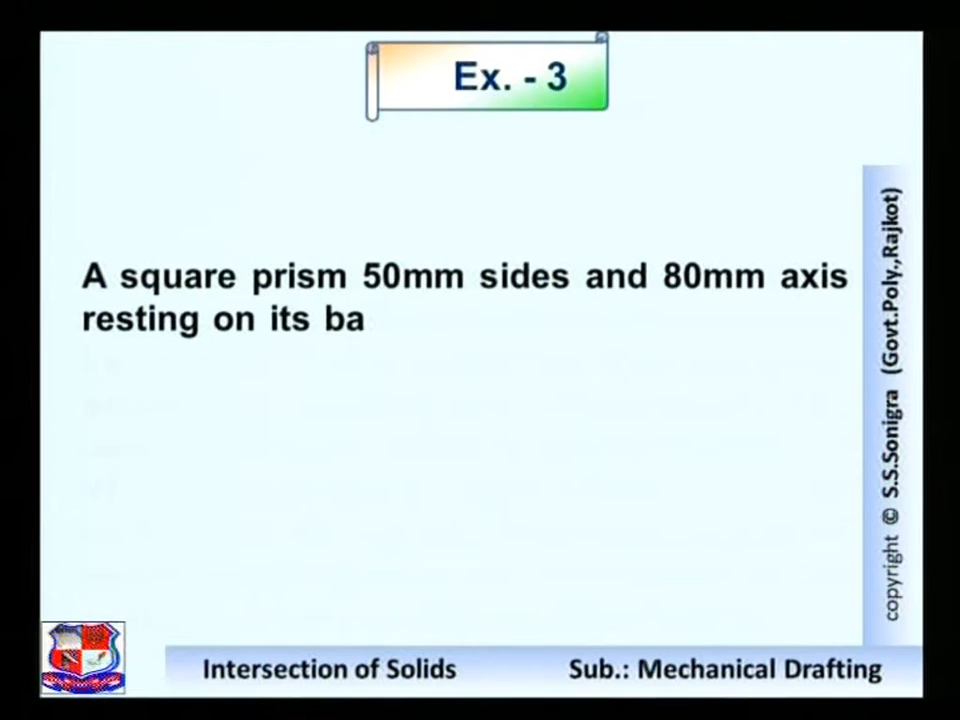 Ex. - 3
A square prism 50mm sides and 80mm axis
resting on its ba
copyright © S.S.Sonigra (Govt.Poly.,Rajkot)
Intersection of Solids Sub.: Mechanical Drafting